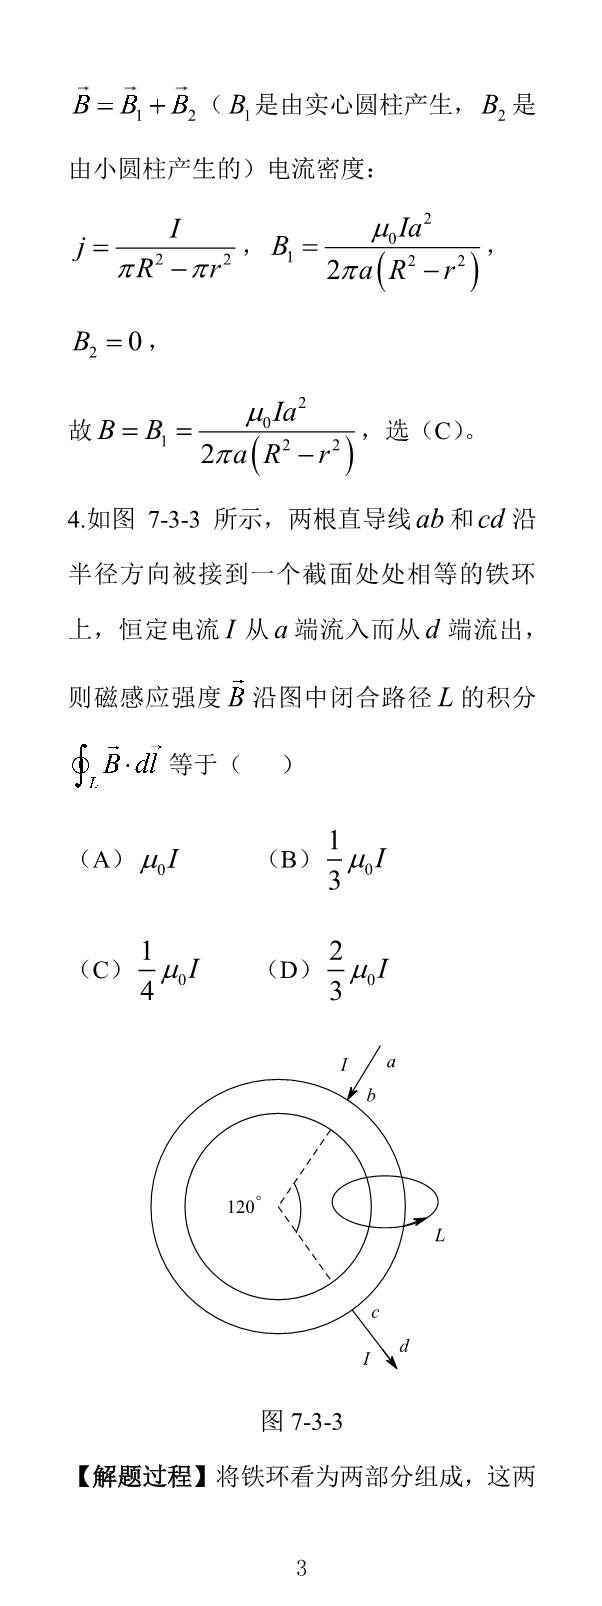 $\vec{B}=\vec{B}_1+\vec{B}_2$（$B_1$是由实心圆柱产生，$B_2$是
由小圆柱产生的）电流密度：
$j=\dfrac{I}{\pi R^2-\pi r^2}$，$B_1=\dfrac{\mu_0 Ia^2}{2\pi a\left(R^2-r^2\right)}$，
$B_2=0$，
故$B=B_1=\dfrac{\mu_0 Ia^2}{2\pi a\left(R^2-r^2\right)}$，选（C）。
4.如图 7-3-3 所示，两根直导线$ab$和$cd$沿
半径方向被接到一个截面处处相等的铁环
上，恒定电流$I$从$a$端流入而从$d$端流出，
则磁感应强度$\vec{B}$沿图中闭合路径$L$的积分
$\oint_L \vec{B}\cdot d\vec{l}$等于（ ）
（A）$\mu_0 I$ （B）$\dfrac{1}{3}\mu_0 I$
（C）$\dfrac{1}{4}\mu_0 I$ （D）$\dfrac{2}{3}\mu_0 I$
I a
b
120°
L
c
I d
图 7-3-3
【解题过程】将铁环看为两部分组成，这两
3